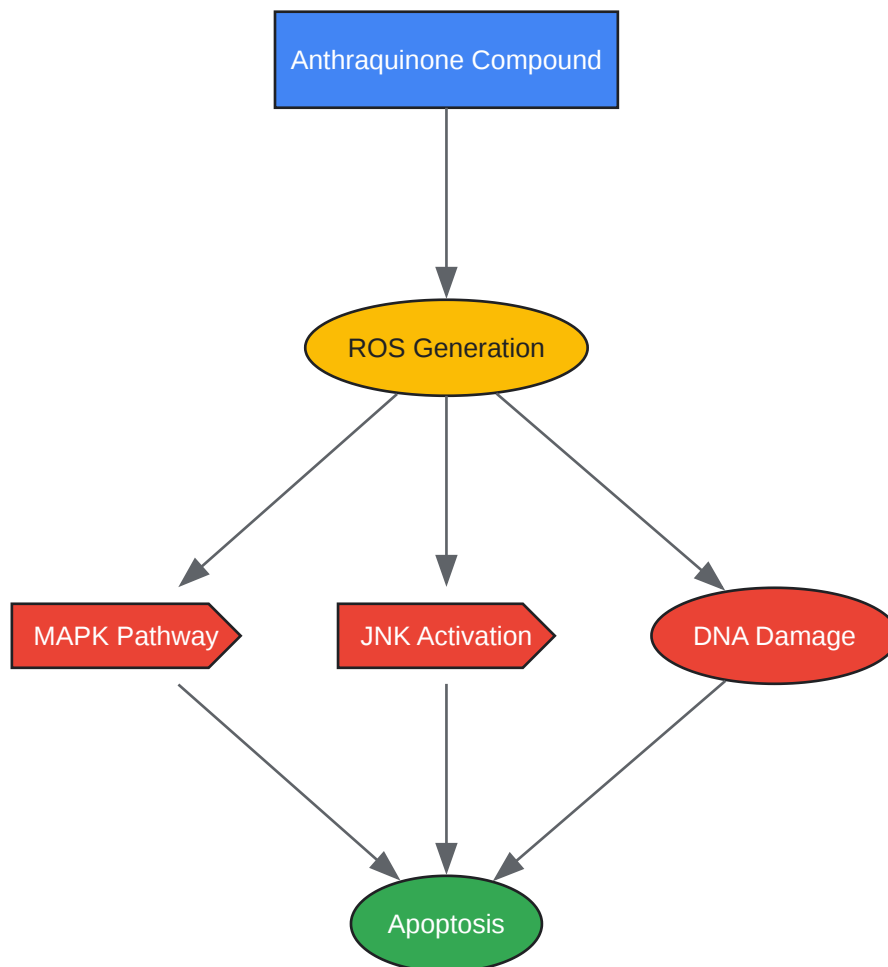 Anthraquinone Compound
ROS Generation
MAPK Pathway
JNK Activation
DNA Damage
Apoptosis